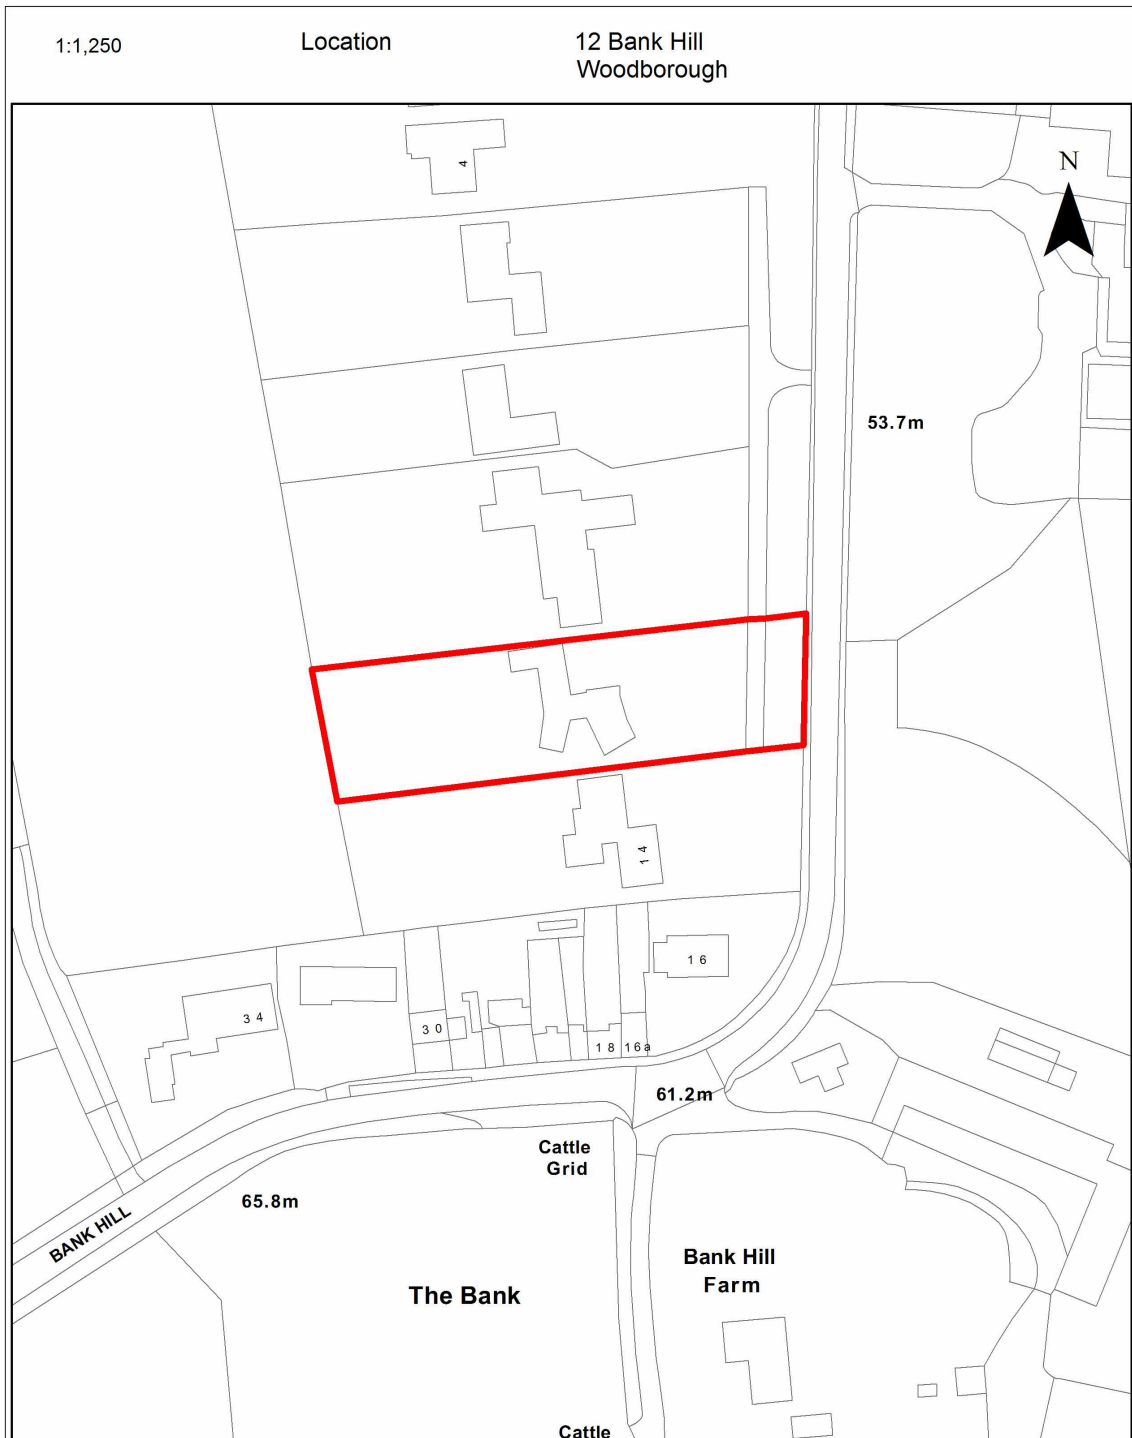 1:1,250
Location
12 Bank Hill
Woodborough
4
N
53.7m
14
16
34
30
18
16a
61.2m
Cattle
Grid
65.8m
BANK HILL
Bank Hill
Farm
The Bank
Cattle